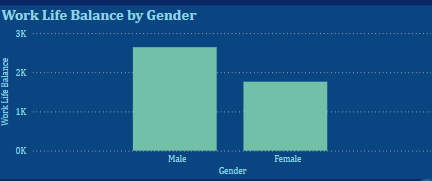 Work Life Balance by Gender
3K
2K
1K
0K
Work Life Balance
Male Female
Gender